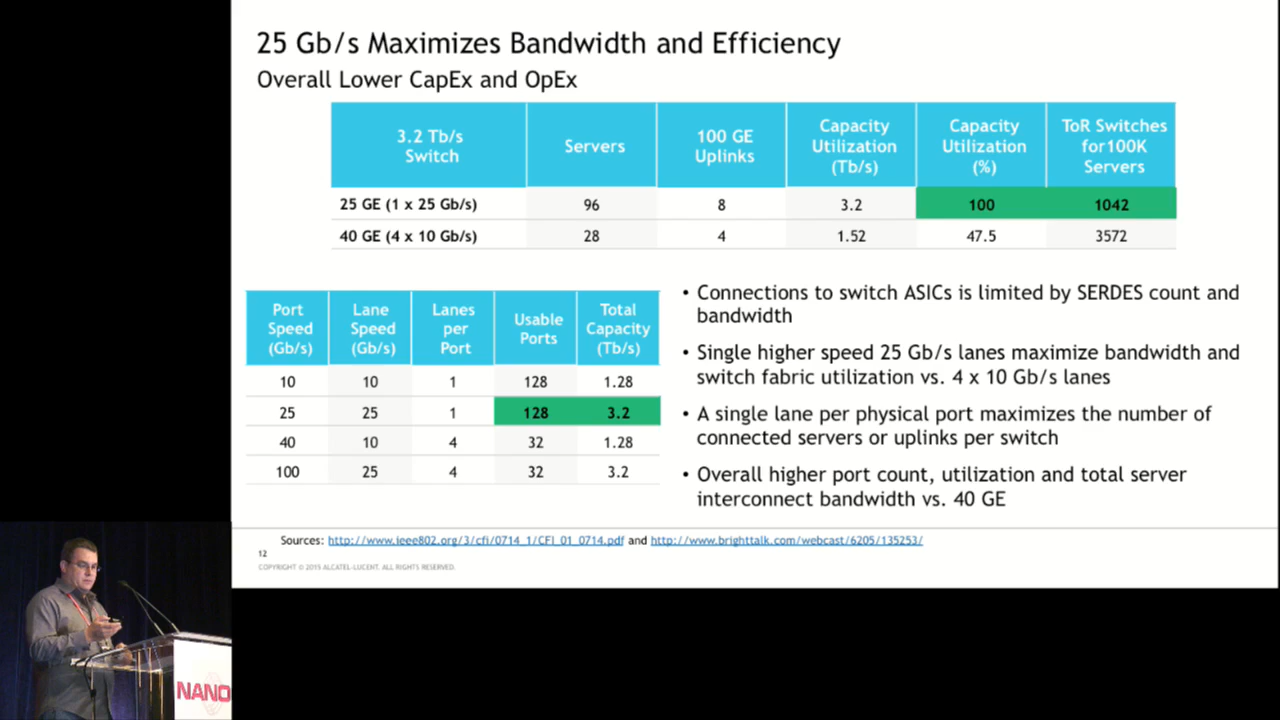 25 Gb/s Maximizes Bandwidth and Efficiency
Overall Lower CapEx and OpEx
3.2 Tb/s Switch | Servers | 100 GE Uplinks | Capacity Utilization (Tb/s) | Capacity Utilization (%) | ToR Switches for100K Servers
25 GE (1 x 25 Gb/s) | 96 | 8 | 3.2 | 100 | 1042
40 GE (4 x 10 Gb/s) | 28 | 4 | 1.52 | 47.5 | 3572
Port Speed (Gb/s) | Lane Speed (Gb/s) | Lanes per Port | Usable Ports | Total Capacity (Tb/s)
10 | 10 | 1 | 128 | 1.28
25 | 25 | 1 | 128 | 3.2
40 | 10 | 4 | 32 | 1.28
100 | 25 | 4 | 32 | 3.2
• Connections to switch ASICs is limited by SERDES count and
bandwidth
• Single higher speed 25 Gb/s lanes maximize bandwidth and
switch fabric utilization vs. 4 x 10 Gb/s lanes
• A single lane per physical port maximizes the number of
connected servers or uplinks per switch
• Overall higher port count, utilization and total server
interconnect bandwidth vs. 40 GE
Sources: http://www.ieee802.org/3/cfi/0714_1/CFI_01_0714.pdf and http://www.brighttalk.com/webcast/6205/135253/
12
COPYRIGHT © 2015 ALCATEL-LUCENT. ALL RIGHTS RESERVED.
NANO